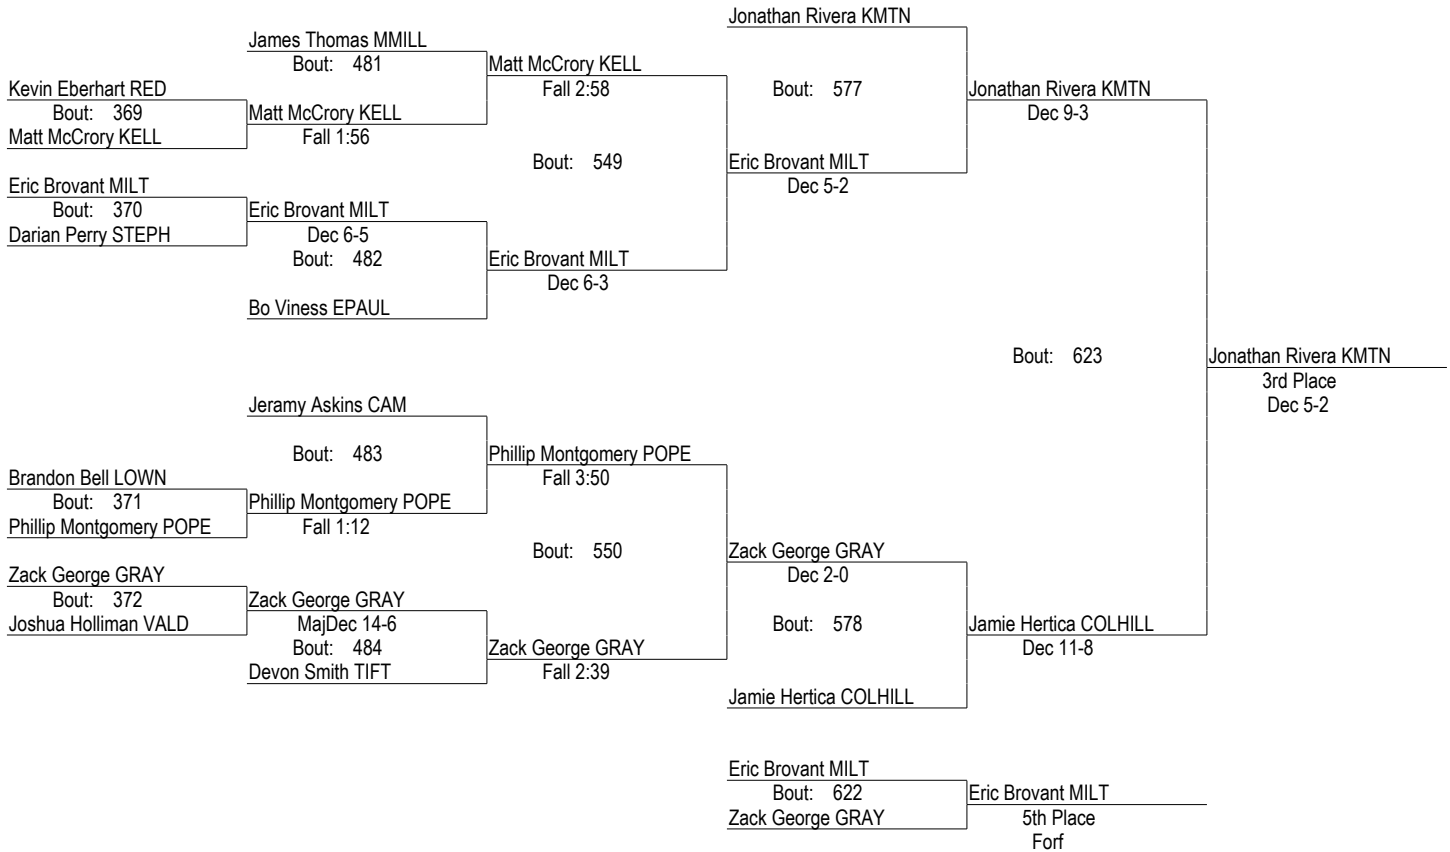 Jonathan Rivera KMTN
James Thomas MMILL
Bout: 481
Matt McCrory KELL
Fall 2:58
Kevin Eberhart RED
Bout: 369
Matt McCrory KELL
Matt McCrory KELL
Fall 1:56
Bout: 577
Jonathan Rivera KMTN
Dec 9-3
Bout: 549
Eric Brovant MILT
Dec 5-2
Eric Brovant MILT
Bout: 370
Darian Perry STEPH
Eric Brovant MILT
Dec 6-5
Bout: 482
Eric Brovant MILT
Dec 6-3
Bo Viness EPAUL
Bout: 623
Jonathan Rivera KMTN
3rd Place
Dec 5-2
Jeramy Askins CAM
Bout: 483
Phillip Montgomery POPE
Fall 3:50
Brandon Bell LOWN
Bout: 371
Phillip Montgomery POPE
Phillip Montgomery POPE
Fall 1:12
Bout: 550
Zack George GRAY
Dec 2-0
Zack George GRAY
Bout: 372
Joshua Holliman VALD
Zack George GRAY
MajDec 14-6
Bout: 484
Devon Smith TIFT
Zack George GRAY
Fall 2:39
Bout: 578
Jamie Hertica COLHILL
Dec 11-8
Jamie Hertica COLHILL
Eric Brovant MILT
Bout: 622
Zack George GRAY
Eric Brovant MILT
5th Place
Forf